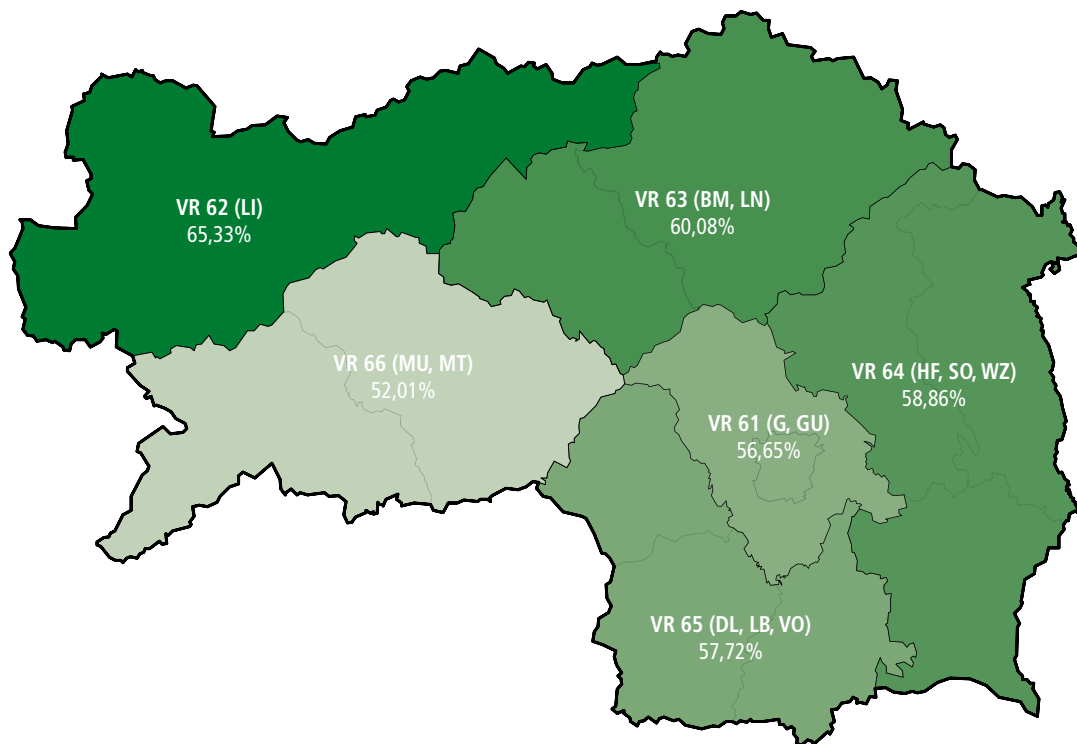 VR 62 (LI)
65,33%
VR 63 (BM, LN)
60,08%
VR 66 (MU, MT)
52,01%
VR 64 (HF, SO, WZ)
58,86%
VR 61 (G, GU)
56,65%
VR 65 (DL, LB, VO)
57,72%